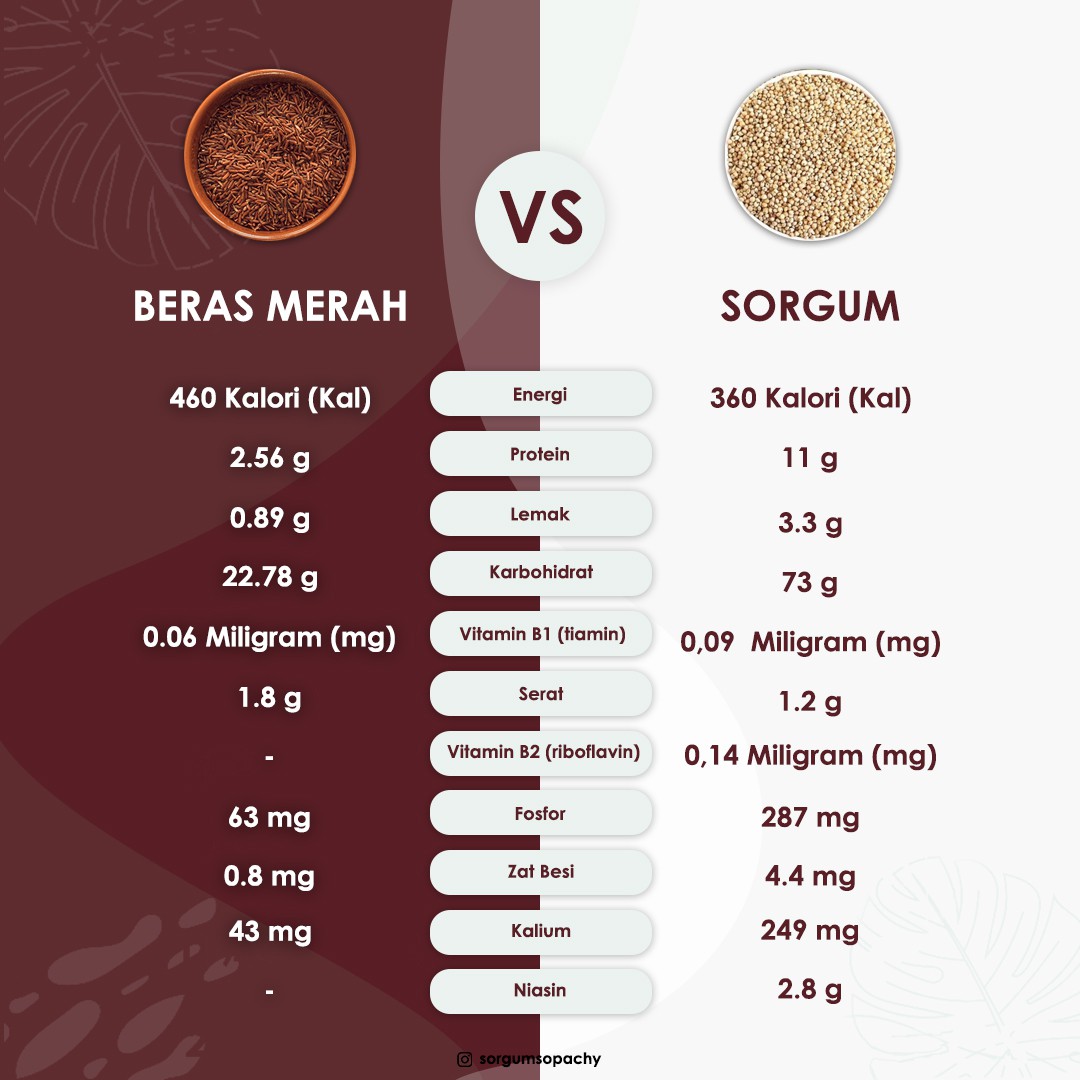 VS
BERAS MERAH
SORGUM
460 Kalori (Kal) Energi 360 Kalori (Kal)
2.56 g Protein 11 g
0.89 g Lemak 3.3 g
22.78 g Karbohidrat 73 g
0.06 Miligram (mg) Vitamin B1 (tiamin) 0,09 Miligram (mg)
1.8 g Serat 1.2 g
- Vitamin B2 (riboflavin) 0,14 Miligram (mg)
63 mg Fosfor 287 mg
0.8 mg Zat Besi 4.4 mg
43 mg Kalium 249 mg
- Niasin 2.8 g
sorgumsopachy